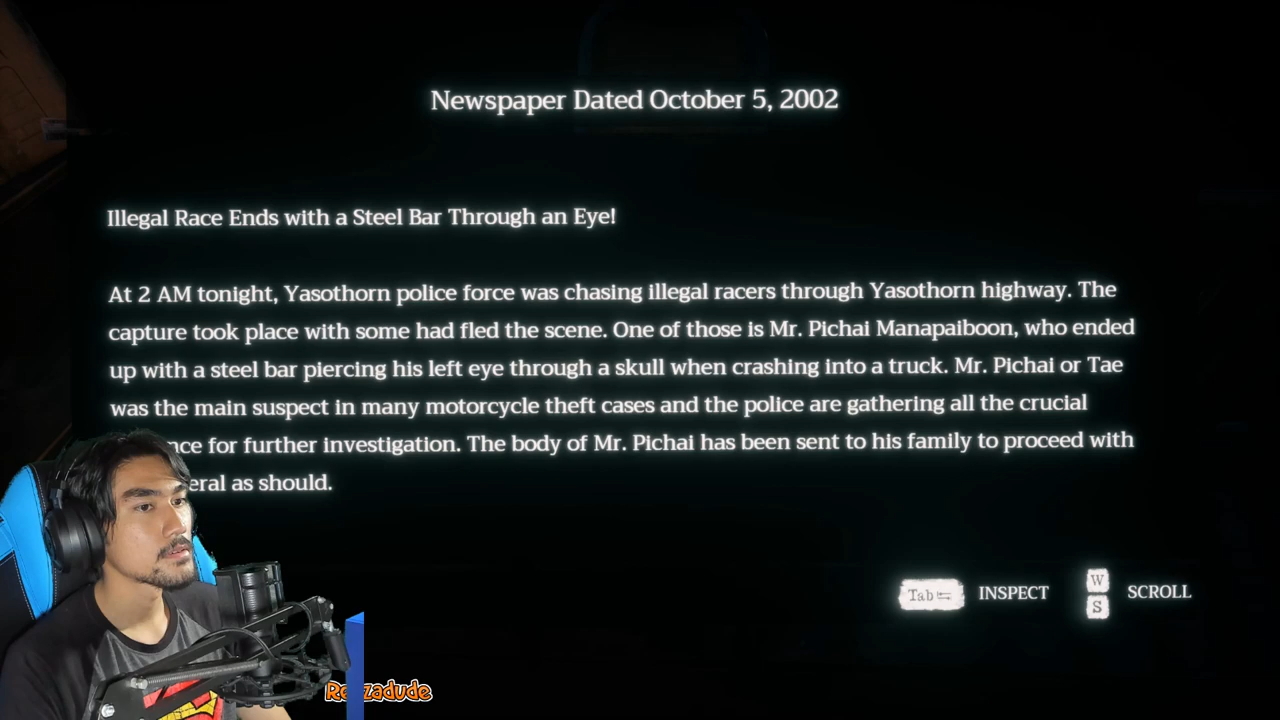 Newspaper Dated October 5, 2002
Illegal Race Ends with a Steel Bar Through an Eye!
At 2 AM tonight, Yasothorn police force was chasing illegal racers through Yasothorn highway. The
capture took place with some had fled the scene. One of those is Mr. Pichai Manapaiboon, who ended
up with a steel bar piercing his left eye through a skull when crashing into a truck. Mr. Pichai or Tae
was the main suspect in many motorcycle theft cases and the police are gathering all the crucial
for further investigation. The body of Mr. Pichai has been sent to his family to proceed with
as should.
Tab INSPECT W S SCROLL